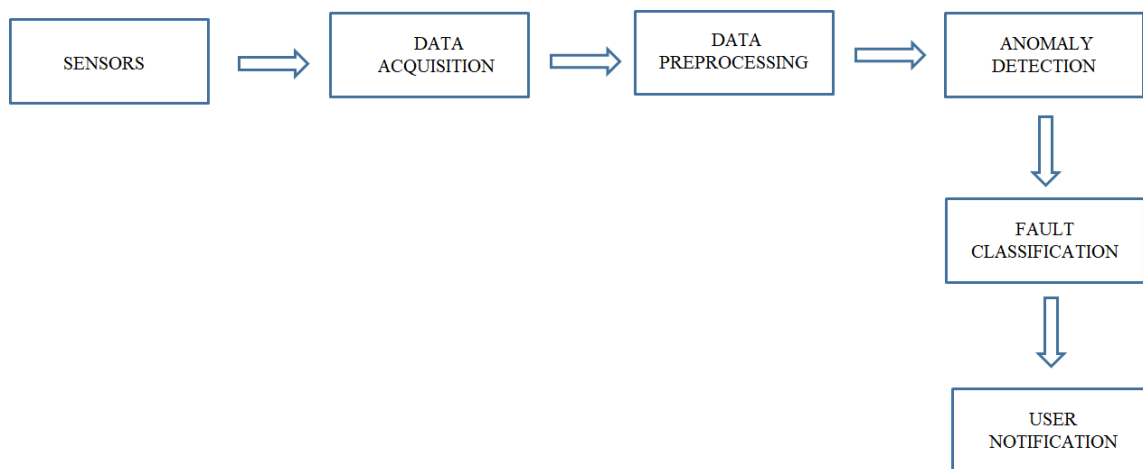 SENSORS
DATA
ACQUISITION
DATA
PREPROCESSING
ANOMALY
DETECTION
FAULT
CLASSIFICATION
USER
NOTIFICATION